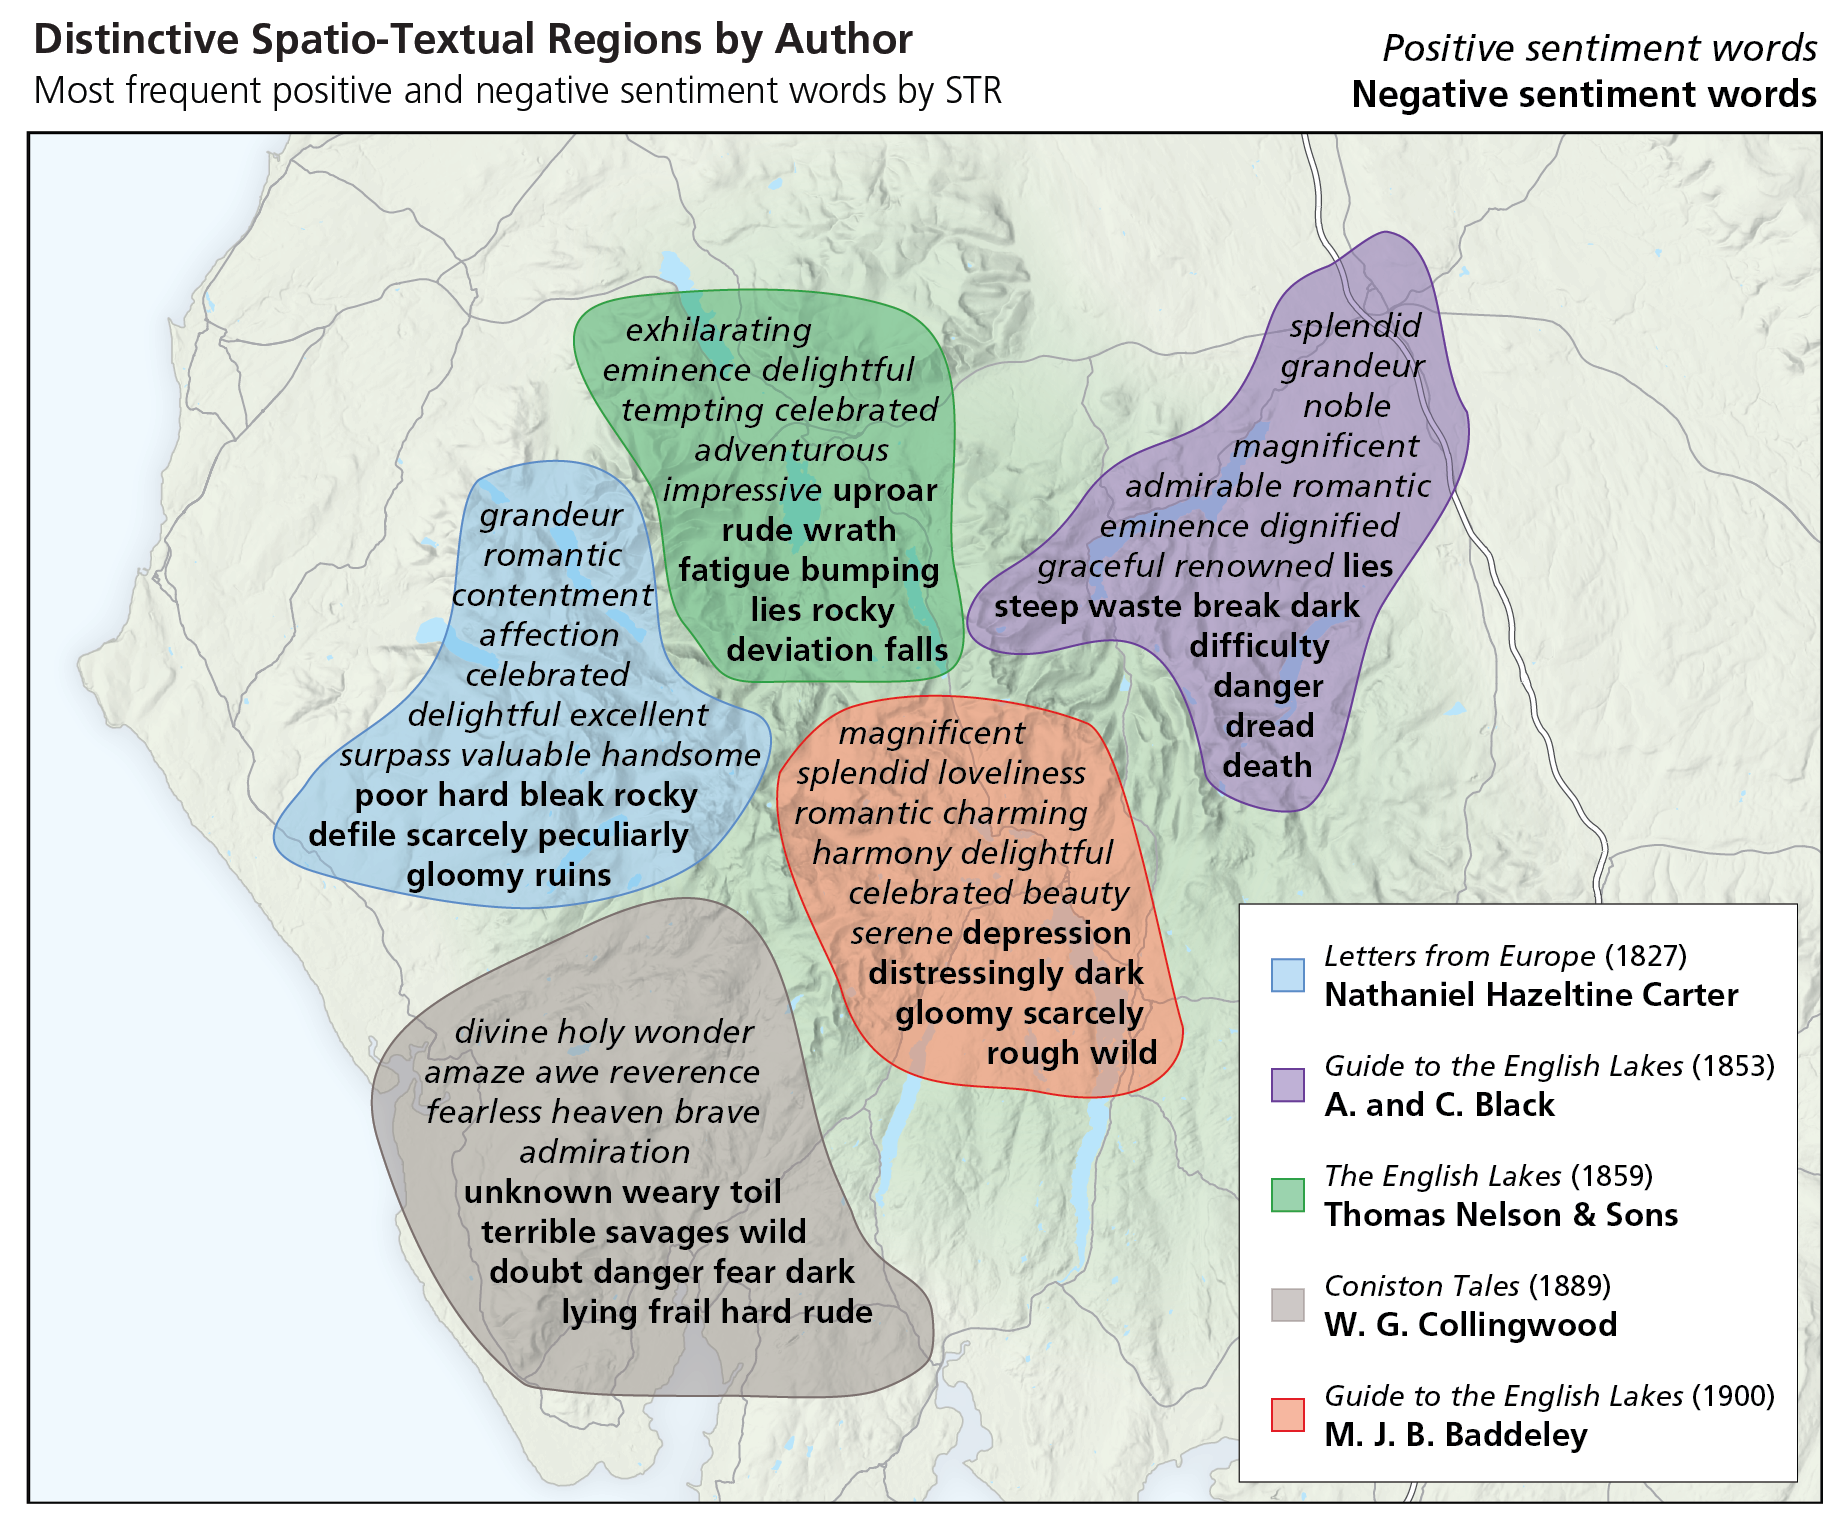 Distinctive Spatio-Textual Regions by Author
Most frequent positive and negative sentiment words by STR
Positive sentiment words
Negative sentiment words
exhilarating
eminence delightful
tempting celebrated
adventurous
impressive uproar
rude wrath
fatigue bumping
lies rocky
deviation falls
splendid
grandeur
noble
magnificent
admirable romantic
eminence dignified
graceful renowned lies
steep waste break dark
difficulty
danger
dread
death
grandeur
romantic
contentment
affection
celebrated
delightful excellent
surpass valuable handsome
poor hard bleak rocky
defile scarcely peculiarly
gloomy ruins
magnificent
splendid loveliness
romantic charming
harmony delightful
celebrated beauty
serene depression
distressingly dark
gloomy scarcely
rough wild
divine holy wonder
amaze awe reverence
fearless heaven brave
admiration
unknown weary toil
terrible savages wild
doubt danger fear dark
lying frail hard rude
Letters from Europe (1827)
Nathaniel Hazeltine Carter
Guide to the English Lakes (1853)
A. and C. Black
The English Lakes (1859)
Thomas Nelson & Sons
Coniston Tales (1889)
W. G. Collingwood
Guide to the English Lakes (1900)
M. J. B. Baddeley